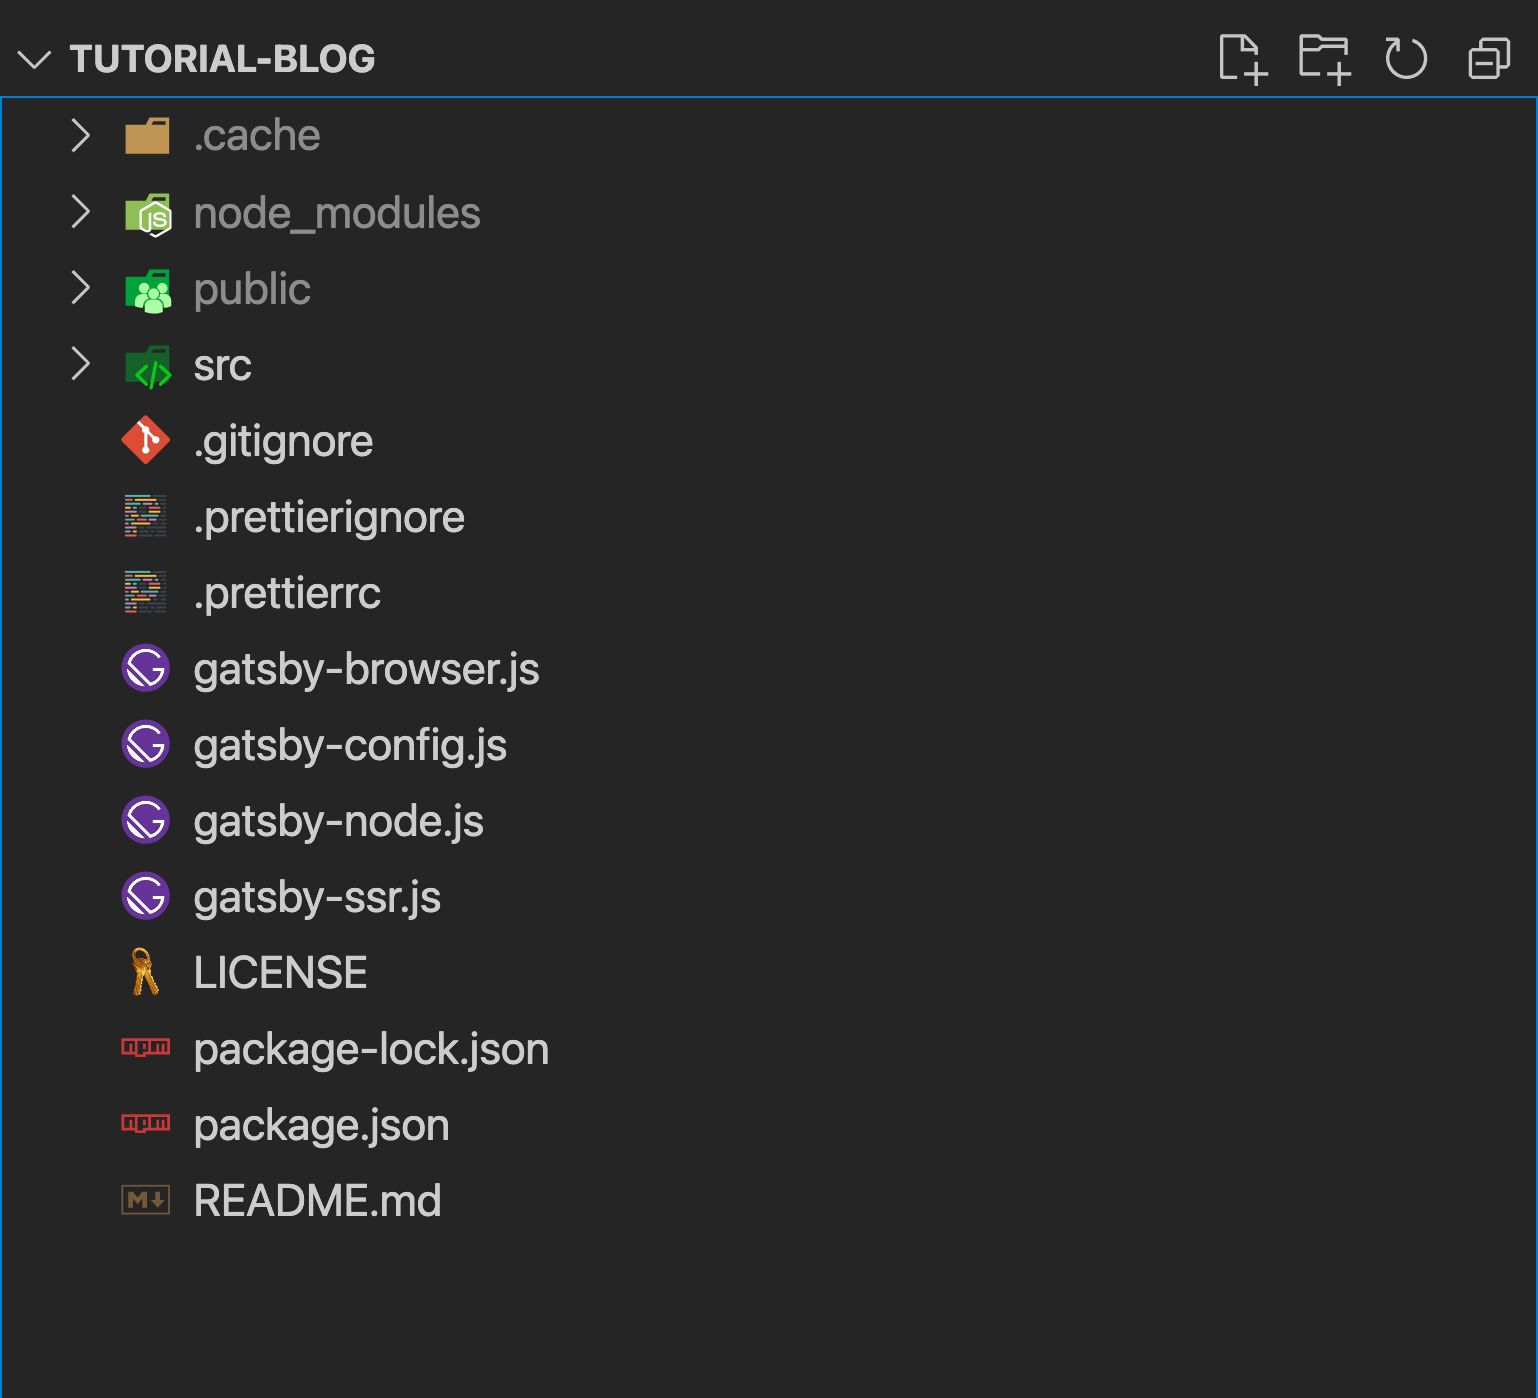 TUTORIAL-BLOG
.cache
node_modules
public
src
.gitignore
.prettierignore
.prettierrc
gatsby-browser.js
gatsby-config.js
gatsby-node.js
gatsby-ssr.js
LICENSE
package-lock.json
package.json
README.md